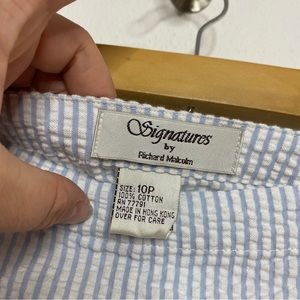 Signatures
by
Richard Malcolm
SIZE: 10P
100% COTTON
RN 77791
MADE IN HONG KONG
OVER FOR CARE